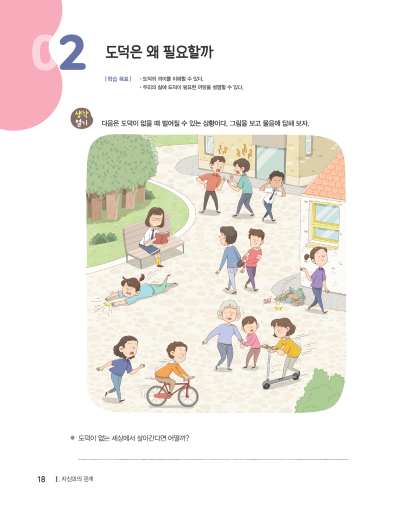 02 도덕은 왜 필요할까
| 학습 목표 | • 도덕의 의미를 이해할 수 있다.
• 우리의 삶에 도덕이 필요한 까닭을 설명할 수 있다.
생각
열기
다음은 도덕이 없을 때 벌어질 수 있는 상황이다. 그림을 보고 물음에 답해 보자.
● 도덕이 없는 세상에서 살아간다면 어떨까?
18 Ⅰ. 자신과의 관계